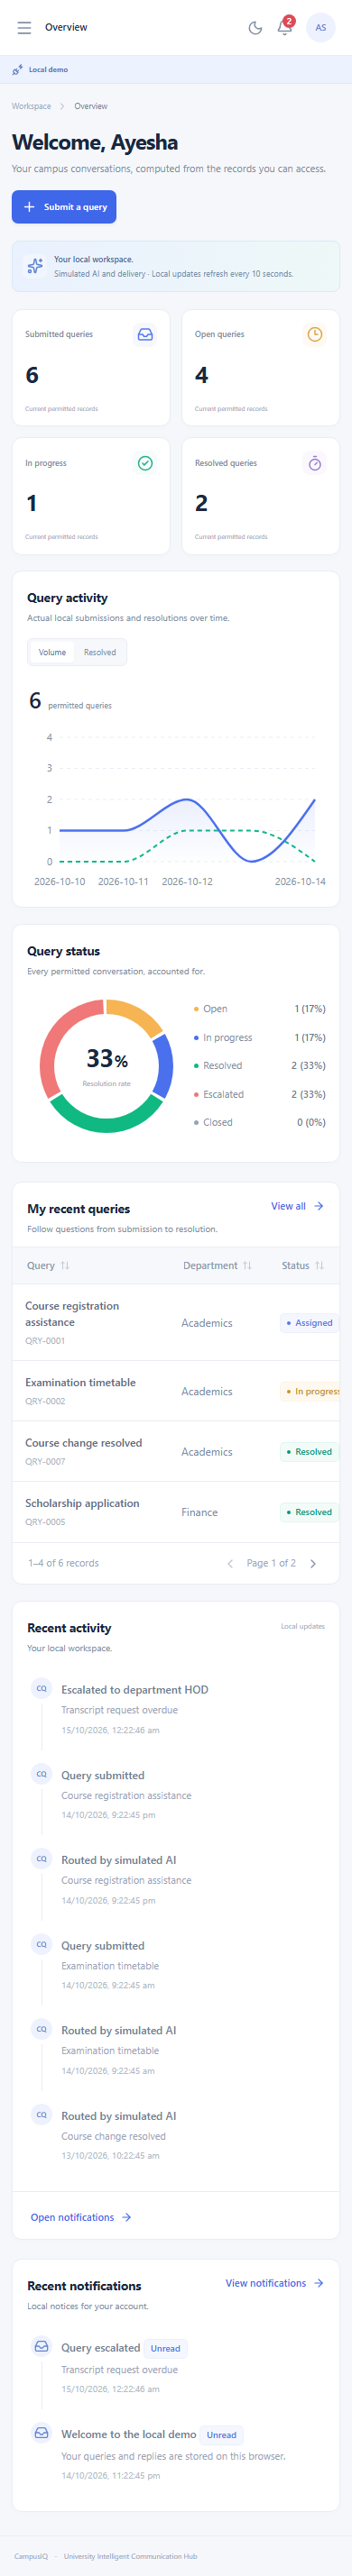 Overview
2
AS
Local demo
Workspace > Overview
Welcome, Ayesha
Your campus conversations, computed from the records you can access.
+ Submit a query
Your local workspace.
Simulated AI and delivery · Local updates refresh every 10 seconds.
Submitted queries
6
Current permitted records
Open queries
4
Current permitted records
In progress
1
Current permitted records
Resolved queries
2
Current permitted records
Query activity
Actual local submissions and resolutions over time.
Volume Resolved
6 permitted queries
4
3
2
1
0
2026-10-10 2026-10-11 2026-10-12 2026-10-14
Query status
Every permitted conversation, accounted for.
33%
Resolution rate
Open 1 (17%)
In progress 1 (17%)
Resolved 2 (33%)
Escalated 2 (33%)
Closed 0 (0%)
My recent queries
View all →
Follow questions from submission to resolution.
Query ↑↓ Department ↑↓ Status ↑↓
Course registration
assistance
QRY-0001
Academics
Assigned
Examination timetable
QRY-0002
Academics
In progress
Course change resolved
QRY-0007
Academics
Resolved
Scholarship application
QRY-0005
Finance
Resolved
1–4 of 6 records
< Page 1 of 2 >
Recent activity
Local updates
Your local workspace.
CQ
Escalated to department HOD
Transcript request overdue
15/10/2026, 12:22:46 am
CQ
Query submitted
Course registration assistance
14/10/2026, 9:22:45 pm
CQ
Routed by simulated AI
Course registration assistance
14/10/2026, 9:22:45 pm
CQ
Query submitted
Examination timetable
14/10/2026, 9:22:45 am
CQ
Routed by simulated AI
Examination timetable
14/10/2026, 9:22:45 am
CQ
Routed by simulated AI
Course change resolved
13/10/2026, 10:22:45 am
Open notifications →
Recent notifications
View notifications →
Local notices for your account.
Query escalated Unread
Transcript request overdue
15/10/2026, 12:22:46 am
Welcome to the local demo Unread
Your queries and replies are stored on this browser.
14/10/2026, 11:22:45 pm
CampusIQ · University Intelligent Communication Hub